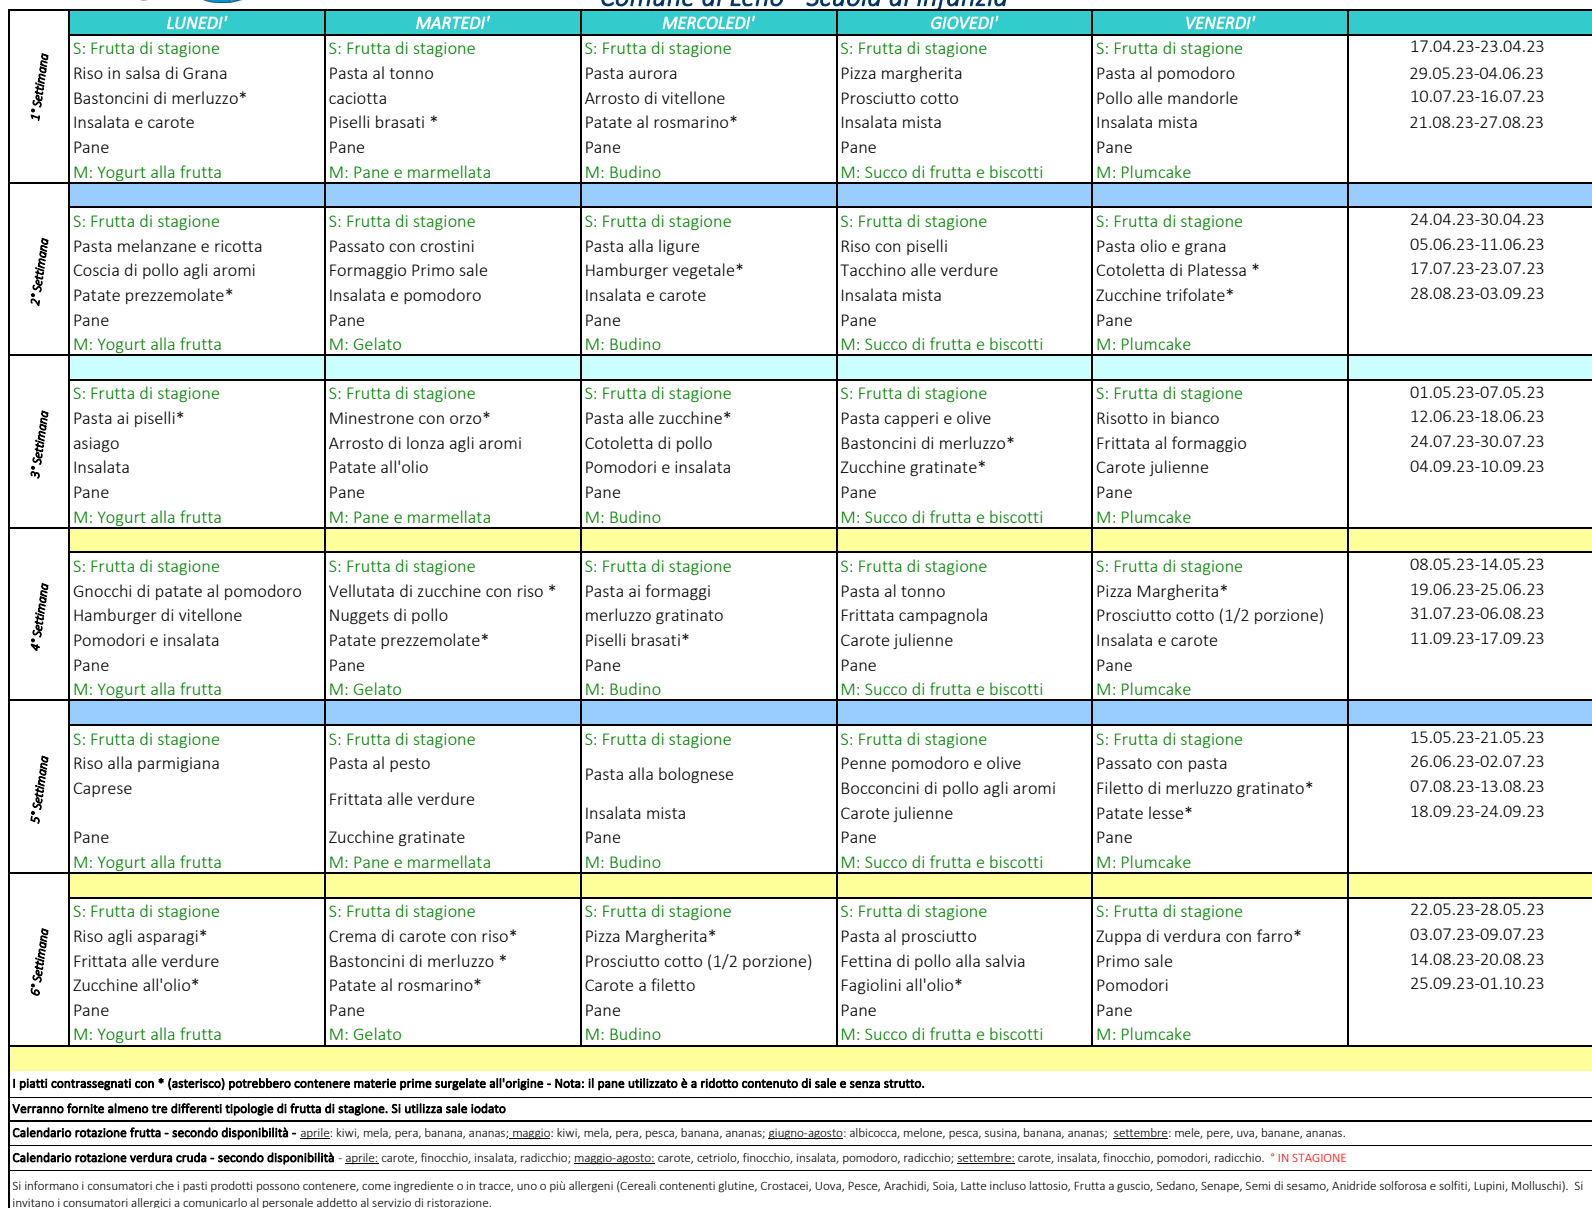 Comune di Leno - Scuola di Infanzia
LUNEDI' MARTEDI' MERCOLEDI' GIOVEDI' VENERDI'
1° Settimana
S: Frutta di stagione S: Frutta di stagione S: Frutta di stagione S: Frutta di stagione S: Frutta di stagione 17.04.23-23.04.23
Riso in salsa di Grana Pasta al tonno Pasta aurora Pizza margherita Pasta al pomodoro 29.05.23-04.06.23
Bastoncini di merluzzo* caciotta Arrosto di vitellone Prosciutto cotto Pollo alle mandorle 10.07.23-16.07.23
Insalata e carote Piselli brasati * Patate al rosmarino* Insalata mista Insalata mista 21.08.23-27.08.23
Pane Pane Pane Pane Pane
M: Yogurt alla frutta M: Pane e marmellata M: Budino M: Succo di frutta e biscotti M: Plumcake
2° Settimana
S: Frutta di stagione S: Frutta di stagione S: Frutta di stagione S: Frutta di stagione S: Frutta di stagione 24.04.23-30.04.23
Pasta melanzane e ricotta Passato con crostini Pasta alla ligure Riso con piselli Pasta olio e grana 05.06.23-11.06.23
Coscia di pollo agli aromi Formaggio Primo sale Hamburger vegetale* Tacchino alle verdure Cotoletta di Platessa * 17.07.23-23.07.23
Patate prezzemolate* Insalata e pomodoro Insalata e carote Insalata mista Zucchine trifolate* 28.08.23-03.09.23
Pane Pane Pane Pane Pane
M: Yogurt alla frutta M: Gelato M: Budino M: Succo di frutta e biscotti M: Plumcake
3° Settimana
S: Frutta di stagione S: Frutta di stagione S: Frutta di stagione S: Frutta di stagione S: Frutta di stagione 01.05.23-07.05.23
Pasta ai piselli* Minestrone con orzo* Pasta alle zucchine* Pasta capperi e olive Risotto in bianco 12.06.23-18.06.23
asiago Arrosto di lonza agli aromi Cotoletta di pollo Bastoncini di merluzzo* Frittata al formaggio 24.07.23-30.07.23
Insalata Patate all'olio Pomodori e insalata Zucchine gratinate* Carote julienne 04.09.23-10.09.23
Pane Pane Pane Pane Pane
M: Yogurt alla frutta M: Pane e marmellata M: Budino M: Succo di frutta e biscotti M: Plumcake
4° Settimana
S: Frutta di stagione S: Frutta di stagione S: Frutta di stagione S: Frutta di stagione S: Frutta di stagione 08.05.23-14.05.23
Gnocchi di patate al pomodoro Vellutata di zucchine con riso * Pasta ai formaggi Pasta al tonno Pizza Margherita* 19.06.23-25.06.23
Hamburger di vitellone Nuggets di pollo merluzzo gratinato Frittata campagnola Prosciutto cotto (1/2 porzione) 31.07.23-06.08.23
Pomodori e insalata Patate prezzemolate* Piselli brasati* Carote julienne Insalata e carote 11.09.23-17.09.23
Pane Pane Pane Pane Pane
M: Yogurt alla frutta M: Gelato M: Budino M: Succo di frutta e biscotti M: Plumcake
5° Settimana
S: Frutta di stagione S: Frutta di stagione S: Frutta di stagione S: Frutta di stagione S: Frutta di stagione 15.05.23-21.05.23
Riso alla parmigiana Pasta al pesto Pasta alla bolognese Penne pomodoro e olive Passato con pasta 26.06.23-02.07.23
Caprese Frittata alle verdure Bocconcini di pollo agli aromi Filetto di merluzzo gratinato* 07.08.23-13.08.23
Insalata mista Carote julienne Patate lesse* 18.09.23-24.09.23
Pane Zucchine gratinate Pane Pane Pane
M: Yogurt alla frutta M: Pane e marmellata M: Budino M: Succo di frutta e biscotti M: Plumcake
6° Settimana
S: Frutta di stagione S: Frutta di stagione S: Frutta di stagione S: Frutta di stagione S: Frutta di stagione 22.05.23-28.05.23
Riso agli asparagi* Crema di carote con riso* Pizza Margherita* Pasta al prosciutto Zuppa di verdura con farro* 03.07.23-09.07.23
Frittata alle verdure Bastoncini di merluzzo * Prosciutto cotto (1/2 porzione) Fettina di pollo alla salvia Primo sale 14.08.23-20.08.23
Zucchine all'olio* Patate al rosmarino* Carote a filetto Fagiolini all'olio* Pomodori 25.09.23-01.10.23
Pane Pane Pane Pane Pane
M: Yogurt alla frutta M: Gelato M: Budino M: Succo di frutta e biscotti M: Plumcake
I piatti contrassegnati con * (asterisco) potrebbero contenere materie prime surgelate all'origine - Nota: il pane utilizzato è a ridotto contenuto di sale e senza strutto.
Verranno fornite almeno tre differenti tipologie di frutta di stagione. Si utilizza sale iodato
Calendario rotazione frutta - secondo disponibilità - aprile: kiwi, mela, pera, banana, ananas; maggio: kiwi, mela, pera, pesca, banana, ananas; giugno-agosto: albicocca, melone, pesca, susina, banana, ananas; settembre: mele, pere, uva, banane, ananas.
Calendario rotazione verdura cruda - secondo disponibilità - aprile: carote, finocchio, insalata, radicchio; maggio-agosto: carote, cetriolo, finocchio, insalata, pomodoro, radicchio; settembre: carote, insalata, finocchio, pomodori, radicchio. ° IN STAGIONE
Si informano i consumatori che i pasti prodotti possono contenere, come ingrediente o in tracce, uno o più allergeni (Cereali contenenti glutine, Crostacei, Uova, Pesce, Arachidi, Soia, Latte incluso lattosio, Frutta a guscio, Sedano, Senape, Semi di sesamo, Anidride solforosa e solfiti, Lupini, Molluschi). Si
invitano i consumatori allergici a comunicarlo al personale addetto al servizio di ristorazione.